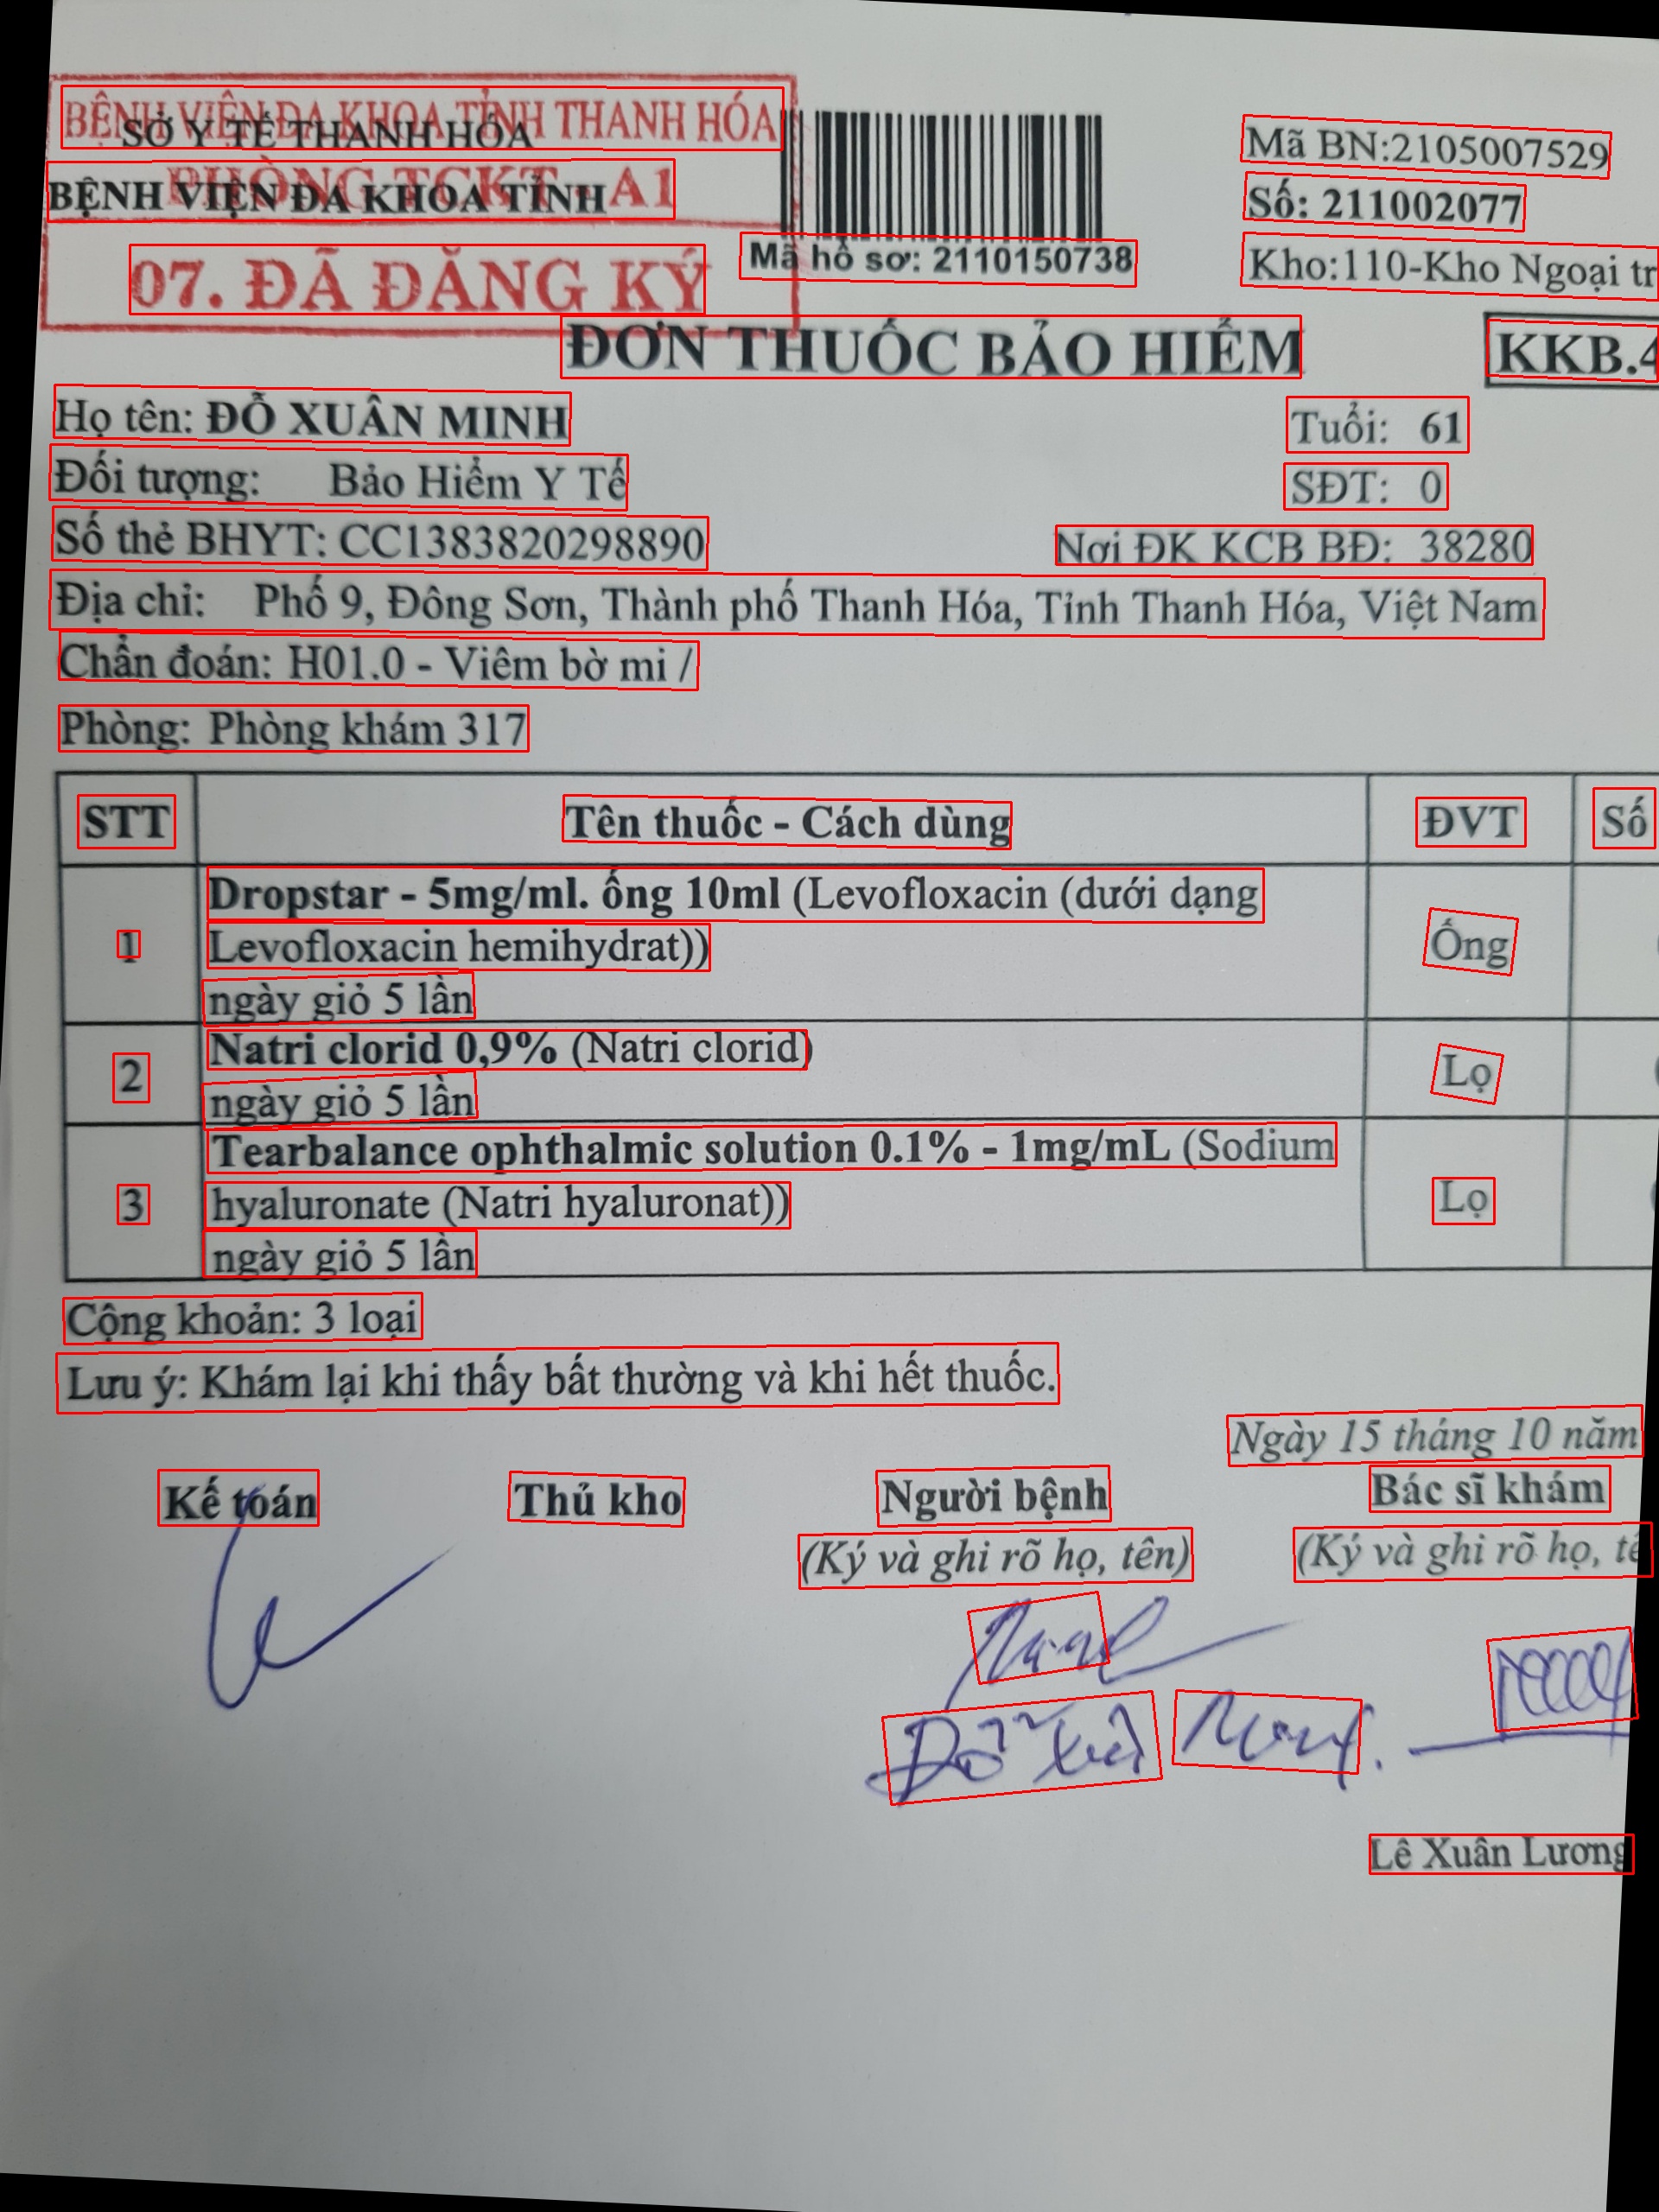 BỆNH VIỆN ĐA KHOA TỈNH THANH HÓA
SỞ Y TẾ THANH HÓA
PHÒNG TCKT - A1
BỆNH VIỆN ĐA KHOA TỈNH
07. ĐÃ ĐĂNG KÝ
Mã hồ sơ: 2110150738
Mã BN:2105007529
Số: 211002077
Kho:110-Kho Ngoại tr
ĐƠN THUỐC BẢO HIỂM
KKB.4
Họ tên: ĐỖ XUÂN MINH Tuổi: 61
Đối tượng: Bảo Hiểm Y Tế SĐT: 0
Số thẻ BHYT: CC1383820298890 Nơi ĐK KCB BĐ: 38280
Địa chỉ: Phố 9, Đông Sơn, Thành phố Thanh Hóa, Tỉnh Thanh Hóa, Việt Nam
Chẩn đoán: H01.0 - Viêm bờ mi /
Phòng: Phòng khám 317
STT Tên thuốc - Cách dùng ĐVT Số
1 Dropstar - 5mg/ml. ống 10ml (Levofloxacin (dưới dạng
Levofloxacin hemihydrat)) Ống
ngày giỏ 5 lần
2 Natri clorid 0,9% (Natri clorid) Lọ
ngày giỏ 5 lần
3 Tearbalance ophthalmic solution 0.1% - 1mg/mL (Sodium
hyaluronate (Natri hyaluronat)) Lọ
ngày giỏ 5 lần
Cộng khoản: 3 loại
Lưu ý: Khám lại khi thấy bất thường và khi hết thuốc.
Ngày 15 tháng 10 năm
Kế toán Thủ kho Người bệnh Bác sĩ khám
(Ký và ghi rõ họ, tên) (Ký và ghi rõ họ, tê
Đỗ Xuân
Lê Xuân Lương